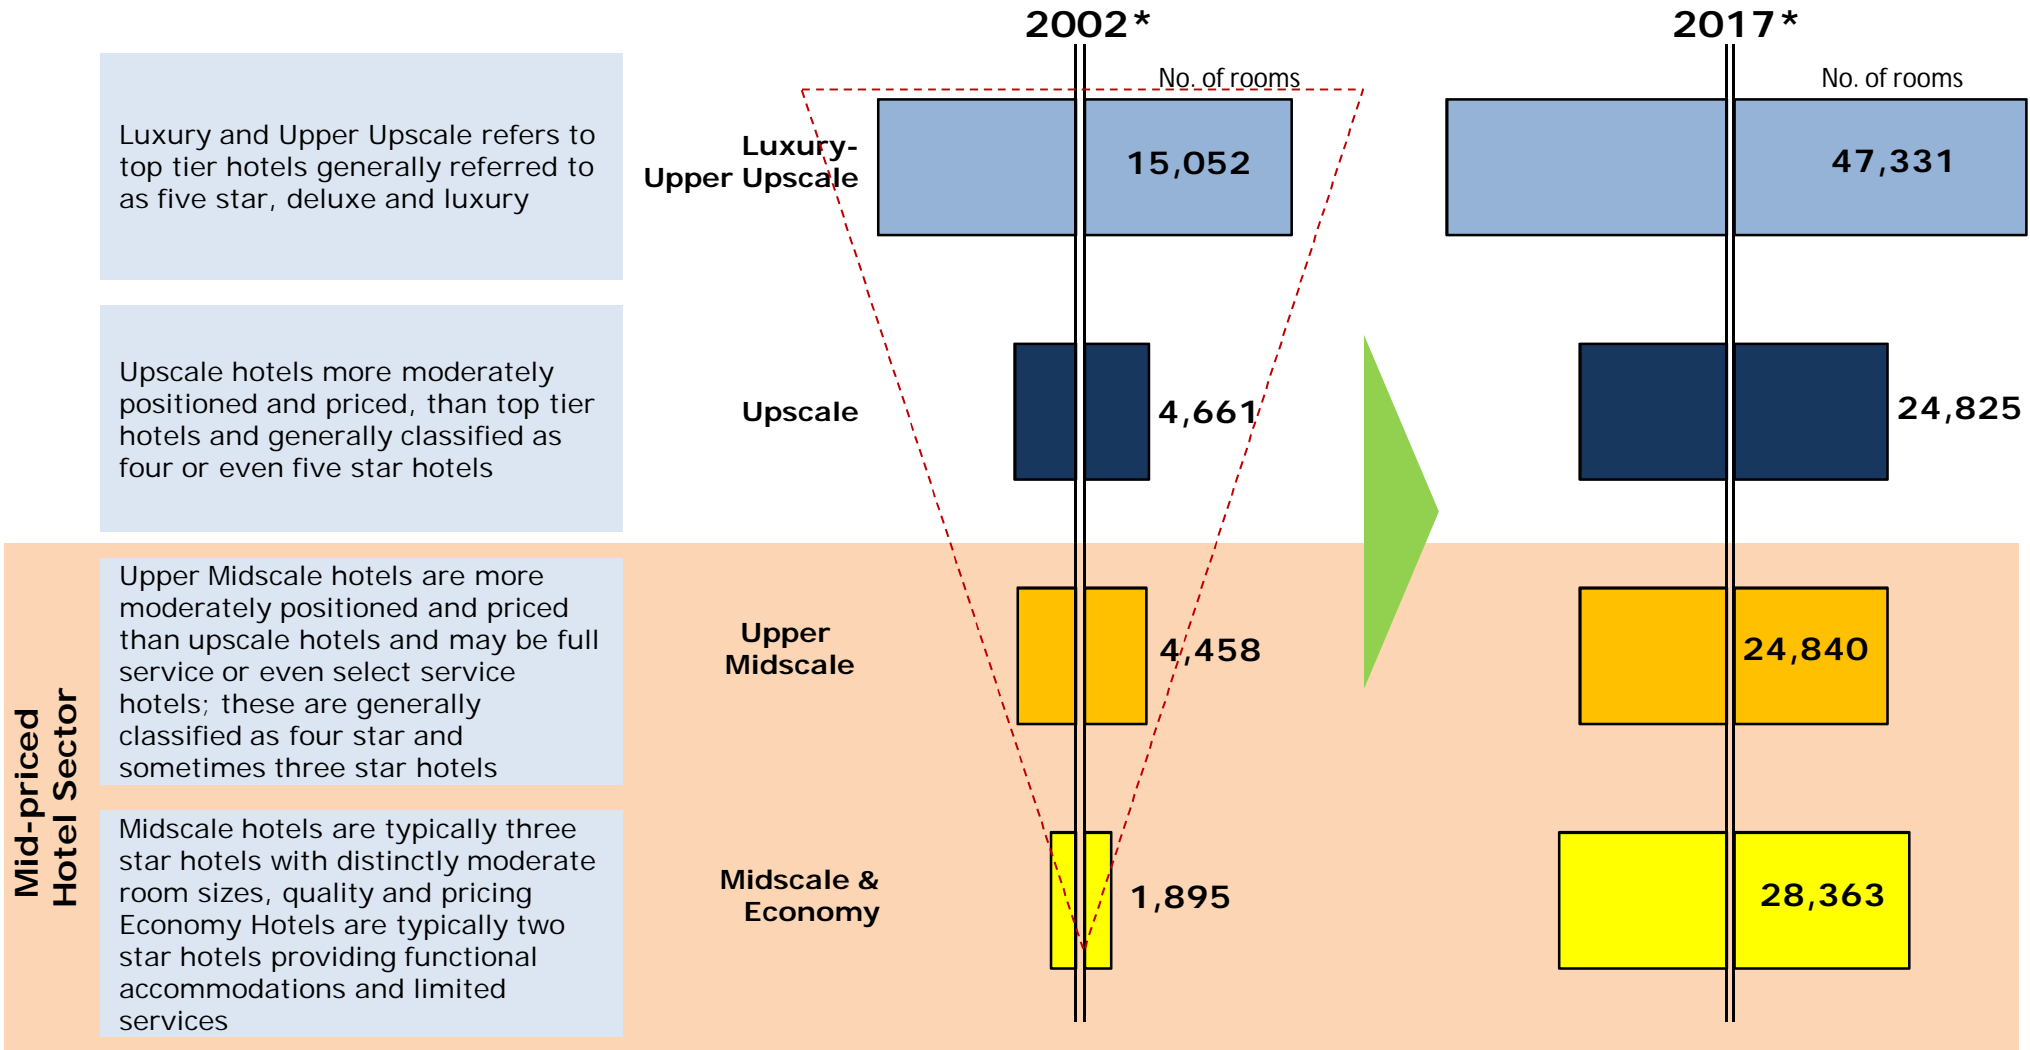 2002*
2017*
No. of rooms
No. of rooms
Luxury and Upper Upscale refers to
top tier hotels generally referred to
as five star, deluxe and luxury
Luxury-
Upper Upscale
15,052
47,331
Upscale hotels more moderately
positioned and priced, than top tier
hotels and generally classified as
four or even five star hotels
Upscale
4,661
24,825
Mid-priced
Hotel Sector
Upper Midscale hotels are more
moderately positioned and priced
than upscale hotels and may be full
service or even select service
hotels; these are generally
classified as four star and
sometimes three star hotels
Upper
Midscale
4,458
24,840
Midscale hotels are typically three
star hotels with distinctly moderate
room sizes, quality and pricing
Economy Hotels are typically two
star hotels providing functional
accommodations and limited
services
Midscale &
Economy
1,895
28,363